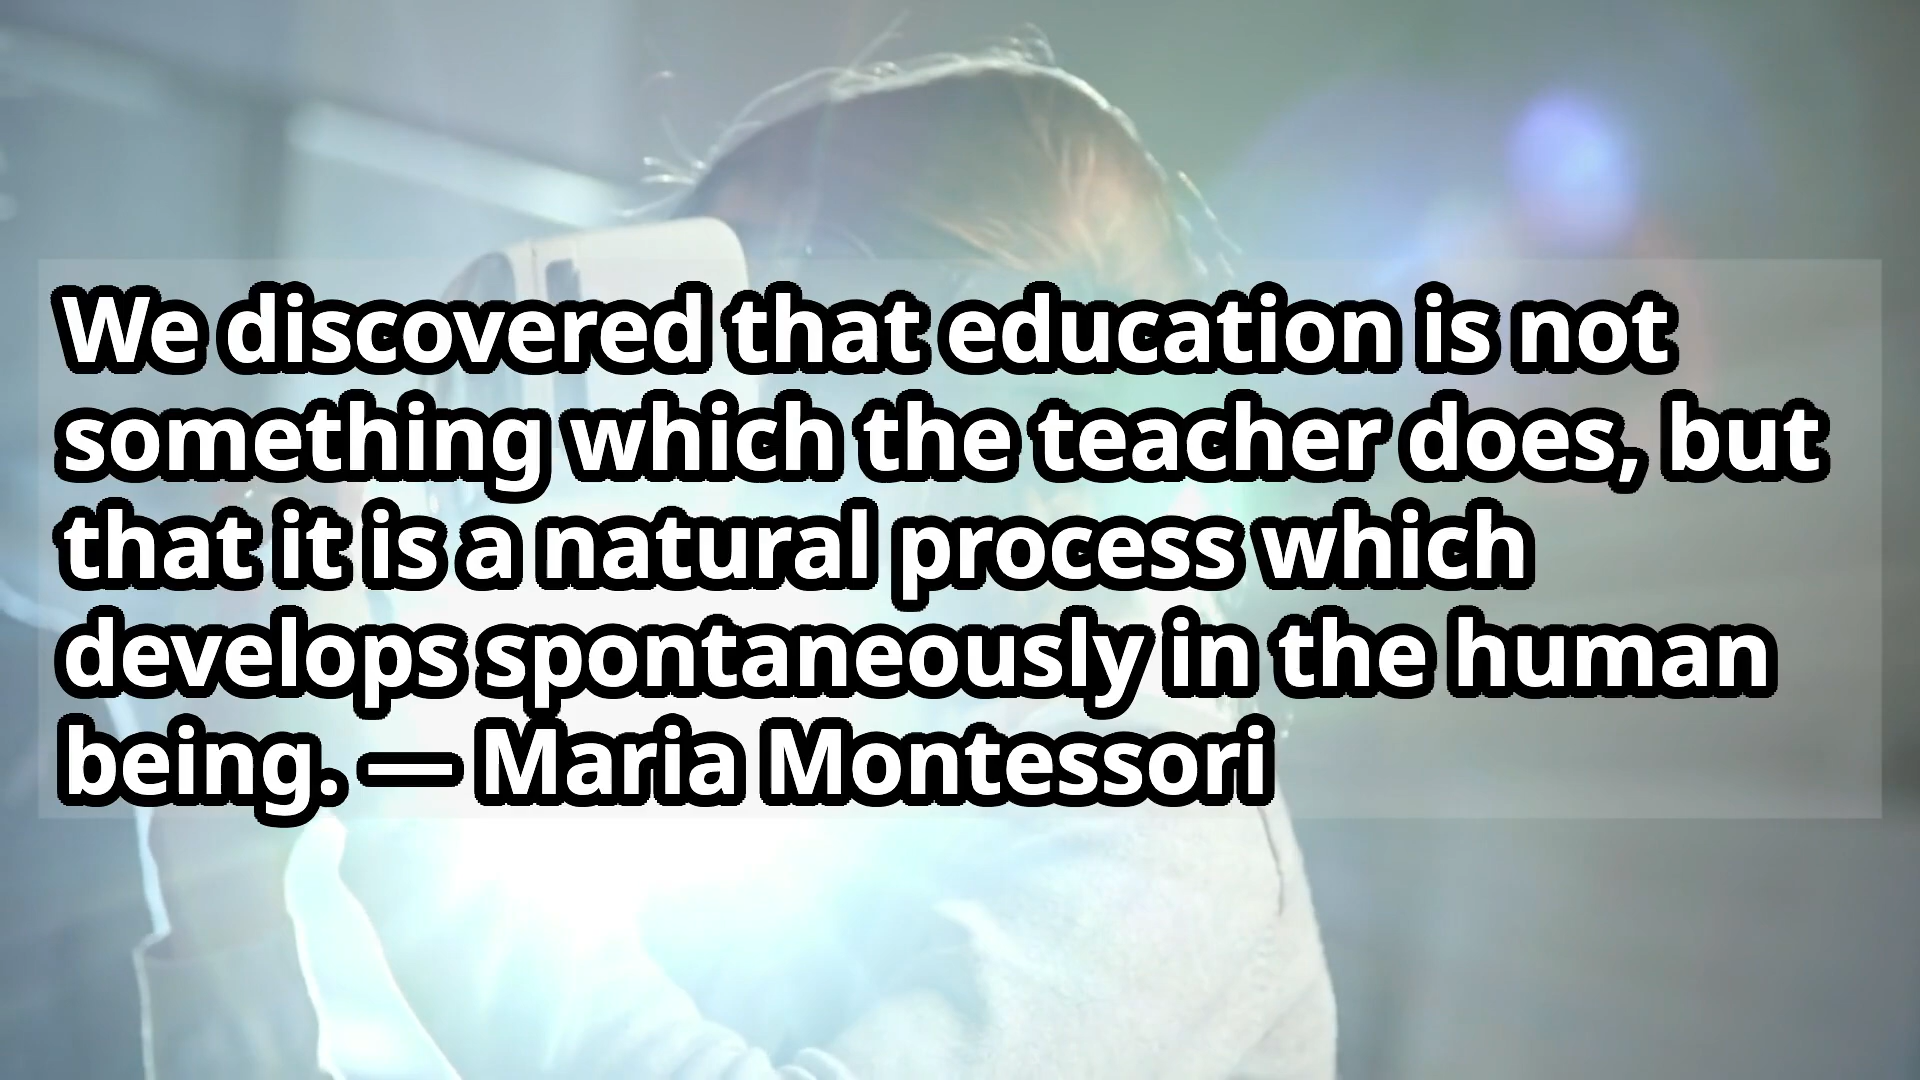 We discovered that education is not
something which the teacher does, but
that it is a natural process which
develops spontaneously in the human
being. — Maria Montessori